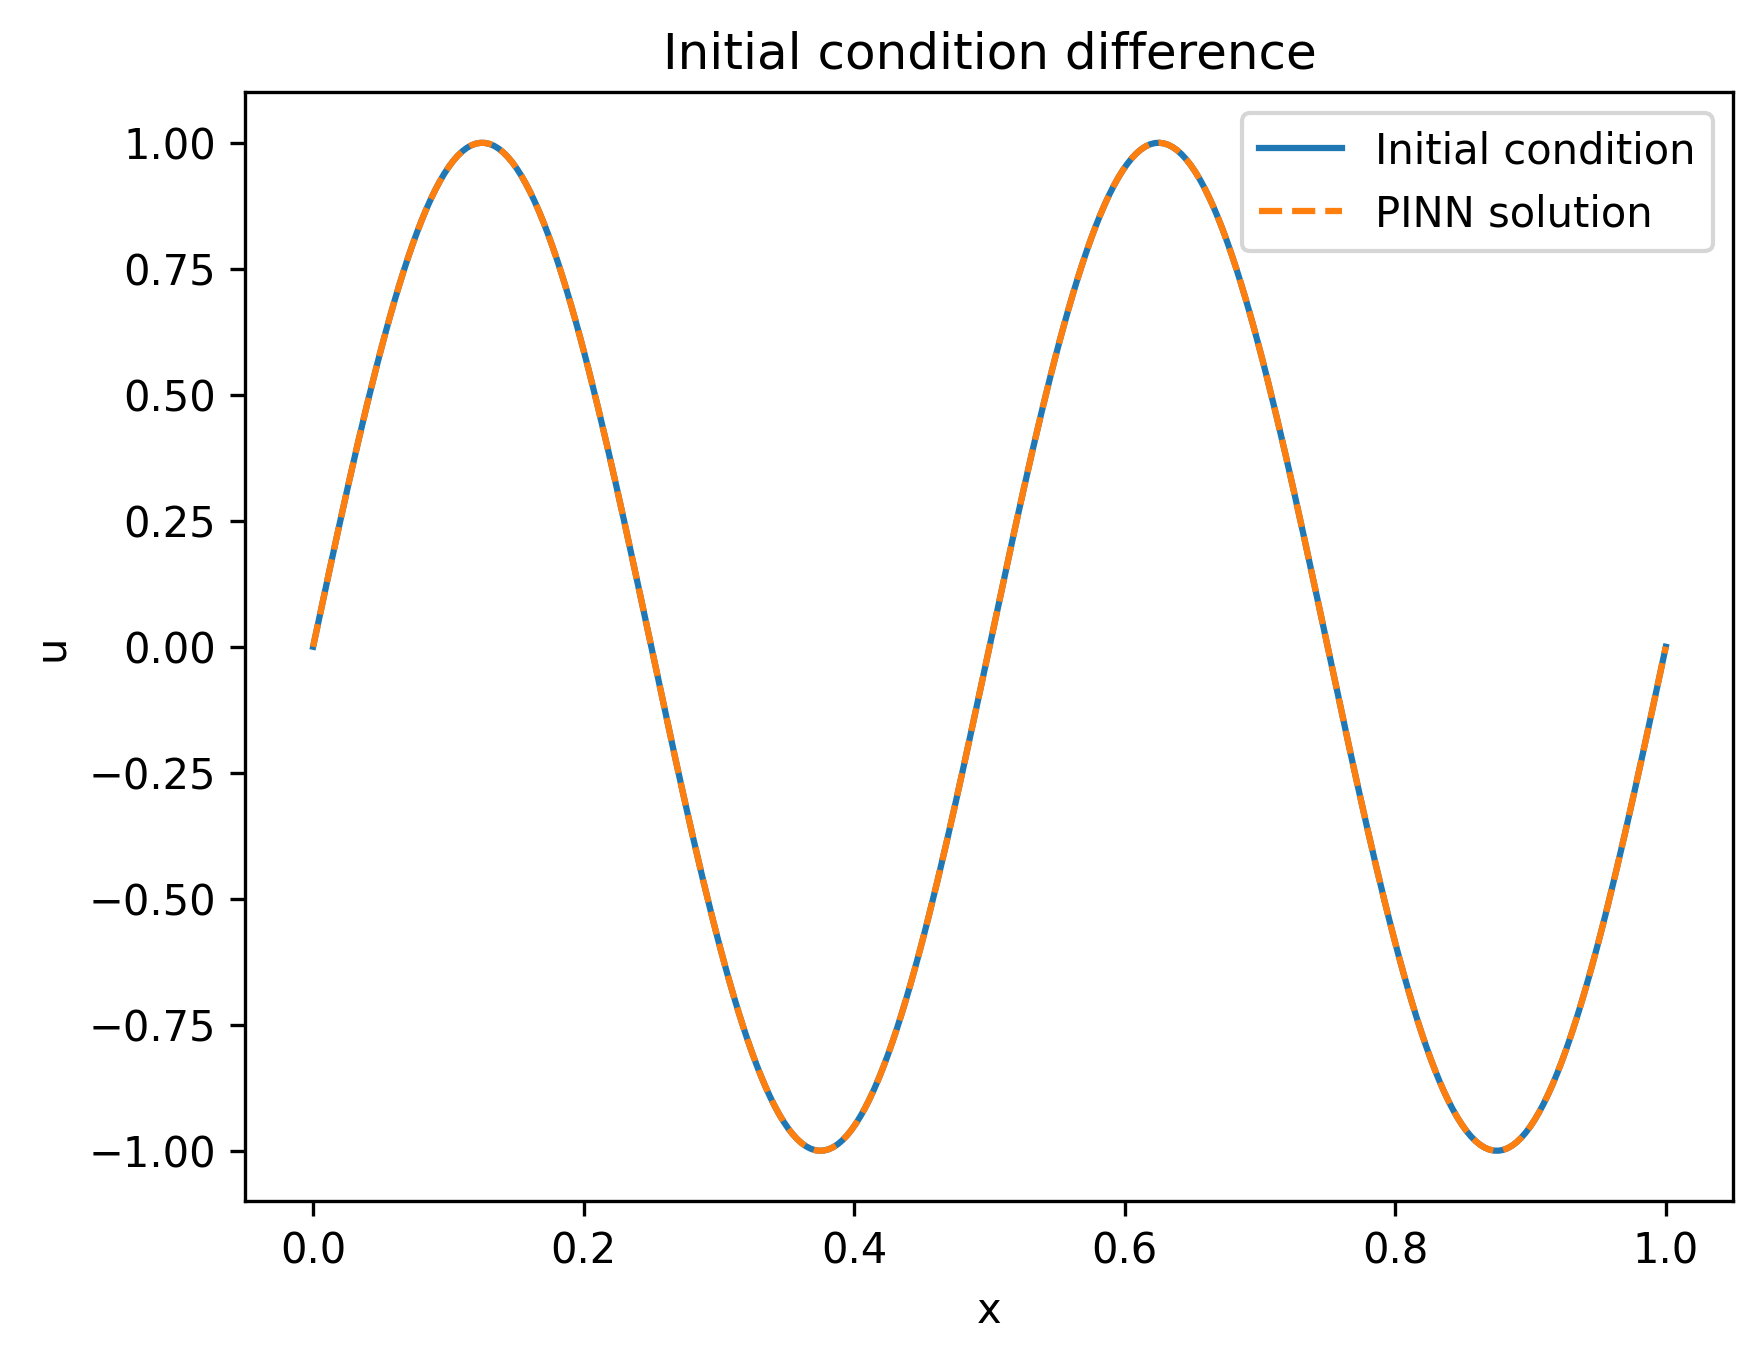 Initial condition difference
Initial condition
PINN solution
1.00
0.75
0.50
0.25
0.00
−0.25
−0.50
−0.75
−1.00
u
0.0 0.2 0.4 0.6 0.8 1.0
x